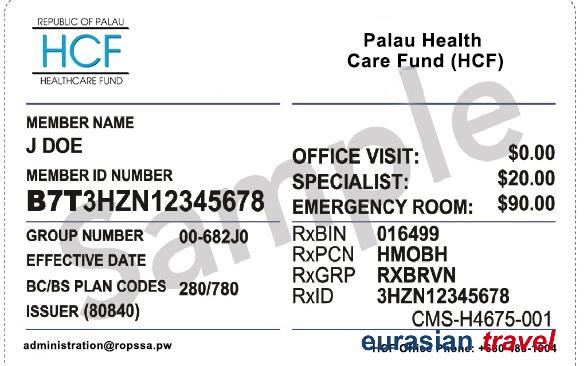 REPUBLIC OF PALAU
HCF
HEALTHCARE FUND
Palau Health
Care Fund (HCF)
Sample
MEMBER NAME
J DOE
MEMBER ID NUMBER
B7T3HZN12345678
GROUP NUMBER 00-682J0
EFFECTIVE DATE
BC/BS PLAN CODES 280/780
ISSUER (80840)
OFFICE VISIT: $0.00
SPECIALIST: $20.00
EMERGENCY ROOM: $90.00
RxBIN 016499
RxPCN HMOBH
RxGRP RXBRVN
RxID 3HZN12345678
CMS-H4675-001
administration@ropssa.pw
eurasian travel
HCF Office Phone: